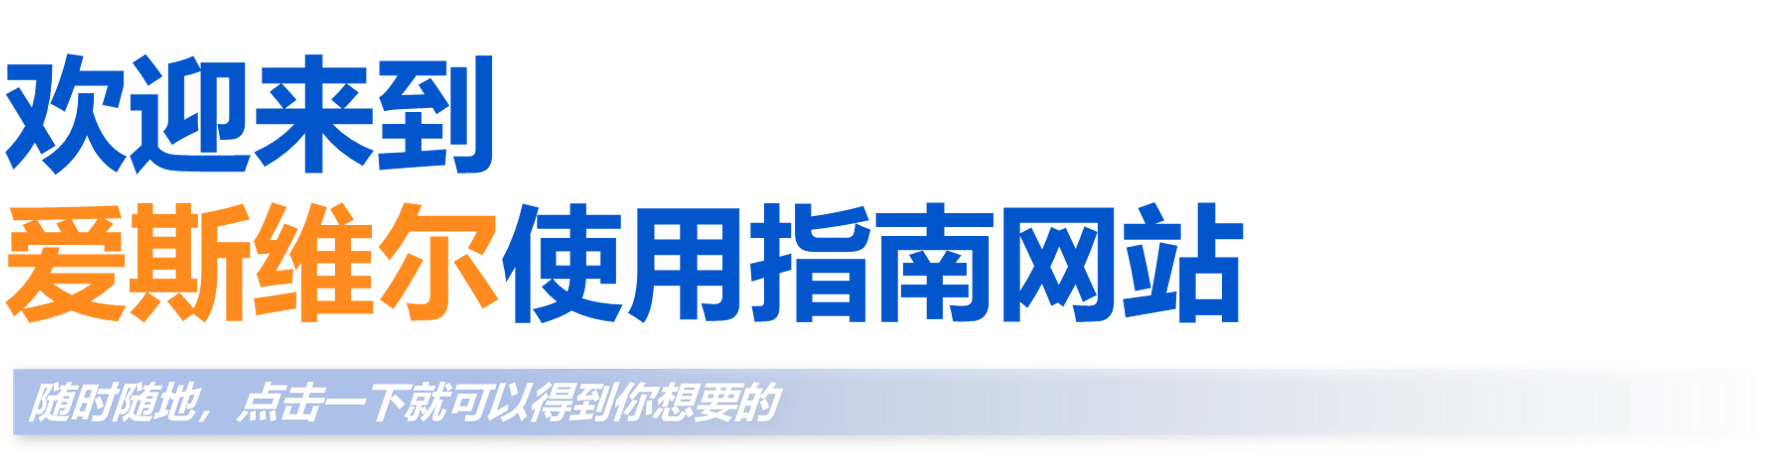 欢迎来到
爱斯维尔使用指南网站
随时随地，点击一下就可以得到你想要的